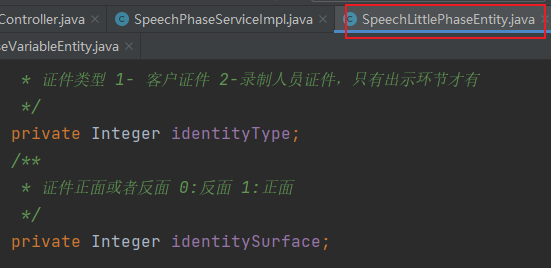 Controller.java × SpeechPhaseServiceImpl.java × SpeechLittlePhaseEntity.java ×
seVariableEntity.java ×
* 证件类型 1- 客户证件 2-录制人员证件，只有出示环节才有
*/
private Integer identityType;
/**
* 证件正面或者反面 0:反面 1:正面
*/
private Integer identitySurface;